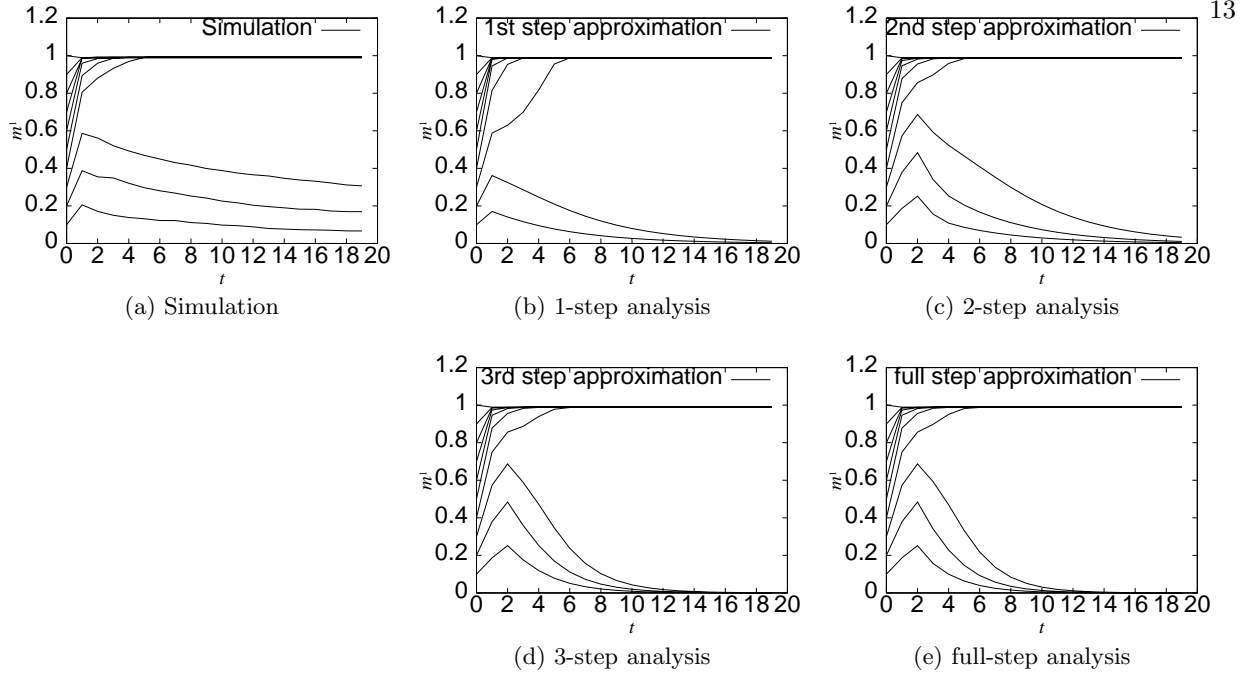 13
Simulation
1.2
1
0.8
0.6
0.4
0.2
0
m¹
0 2 4 6 8 10 12 14 16 18 20
t
(a) Simulation
1st step approximation
1.2
1
0.8
0.6
0.4
0.2
0
m¹
0 2 4 6 8 10 12 14 16 18 20
t
(b) 1-step analysis
2nd step approximation
1.2
1
0.8
0.6
0.4
0.2
0
m¹
0 2 4 6 8 10 12 14 16 18 20
t
(c) 2-step analysis
3rd step approximation
1.2
1
0.8
0.6
0.4
0.2
0
m¹
0 2 4 6 8 10 12 14 16 18 20
t
(d) 3-step analysis
full step approximation
1.2
1
0.8
0.6
0.4
0.2
0
m¹
0 2 4 6 8 10 12 14 16 18 20
t
(e) full-step analysis